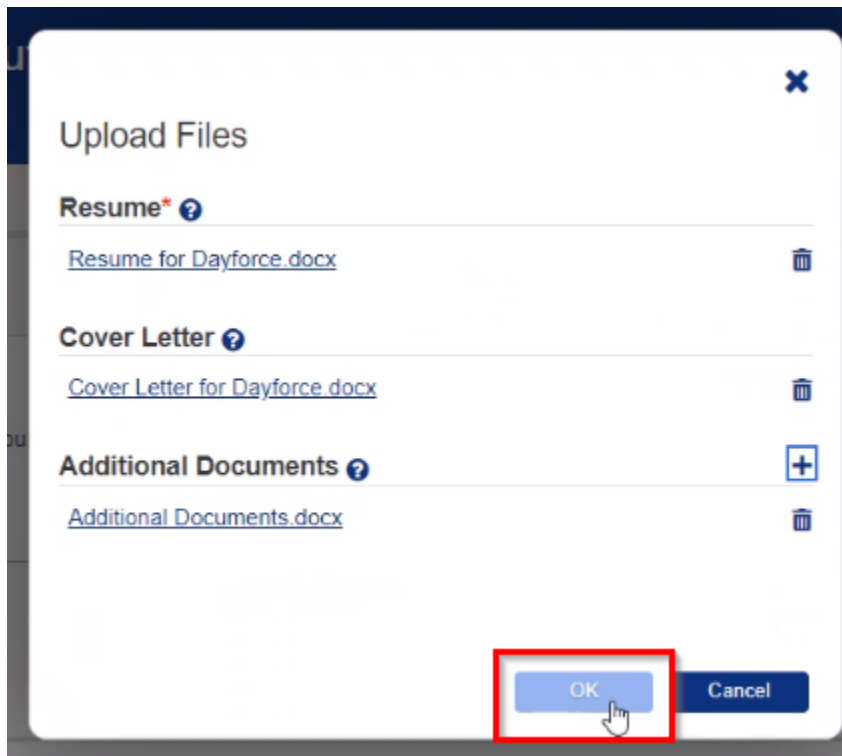 Upload Files
Resume*
Resume for Dayforce.docx
Cover Letter
Cover Letter for Dayforce.docx
Additional Documents
Additional Documents.docx
OK
Cancel